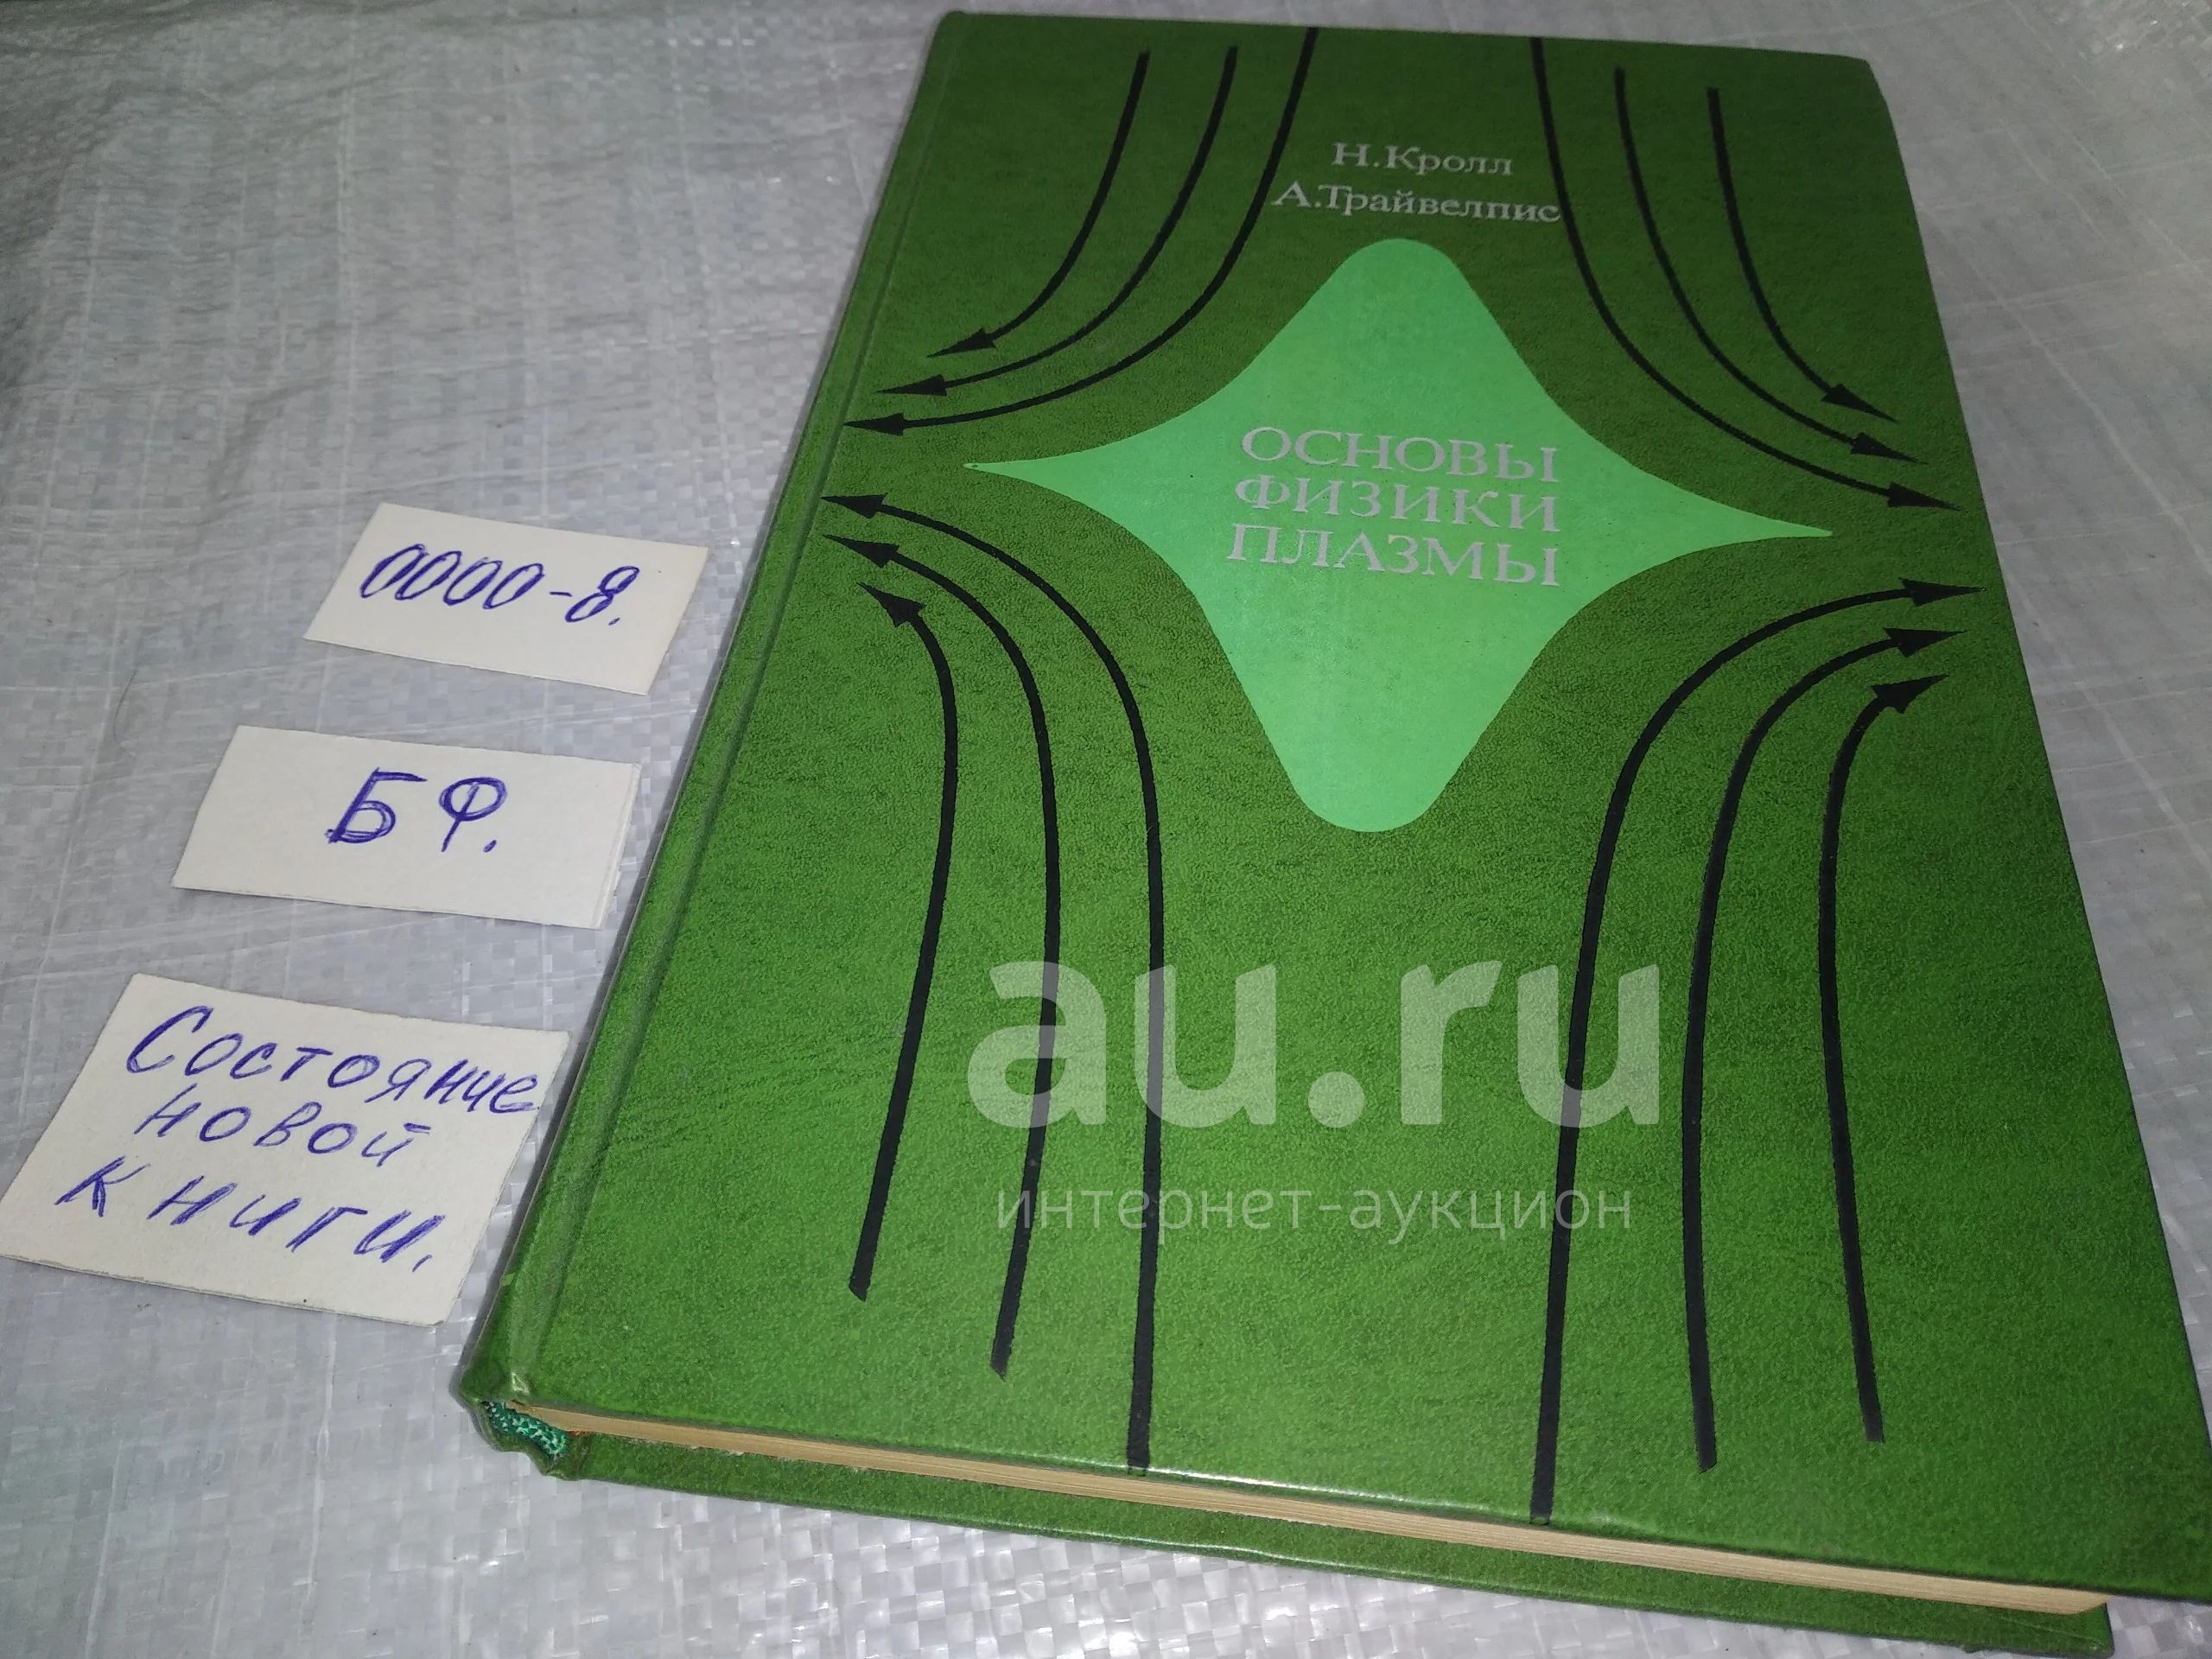 Н.Кролл
А.Трайвелпис
ОСНОВЫ
ФИЗИКИ
ПЛАЗМЫ
0000-8.
БФ.
Состояние
новой
книги.
au.ru
интернет-аукцион